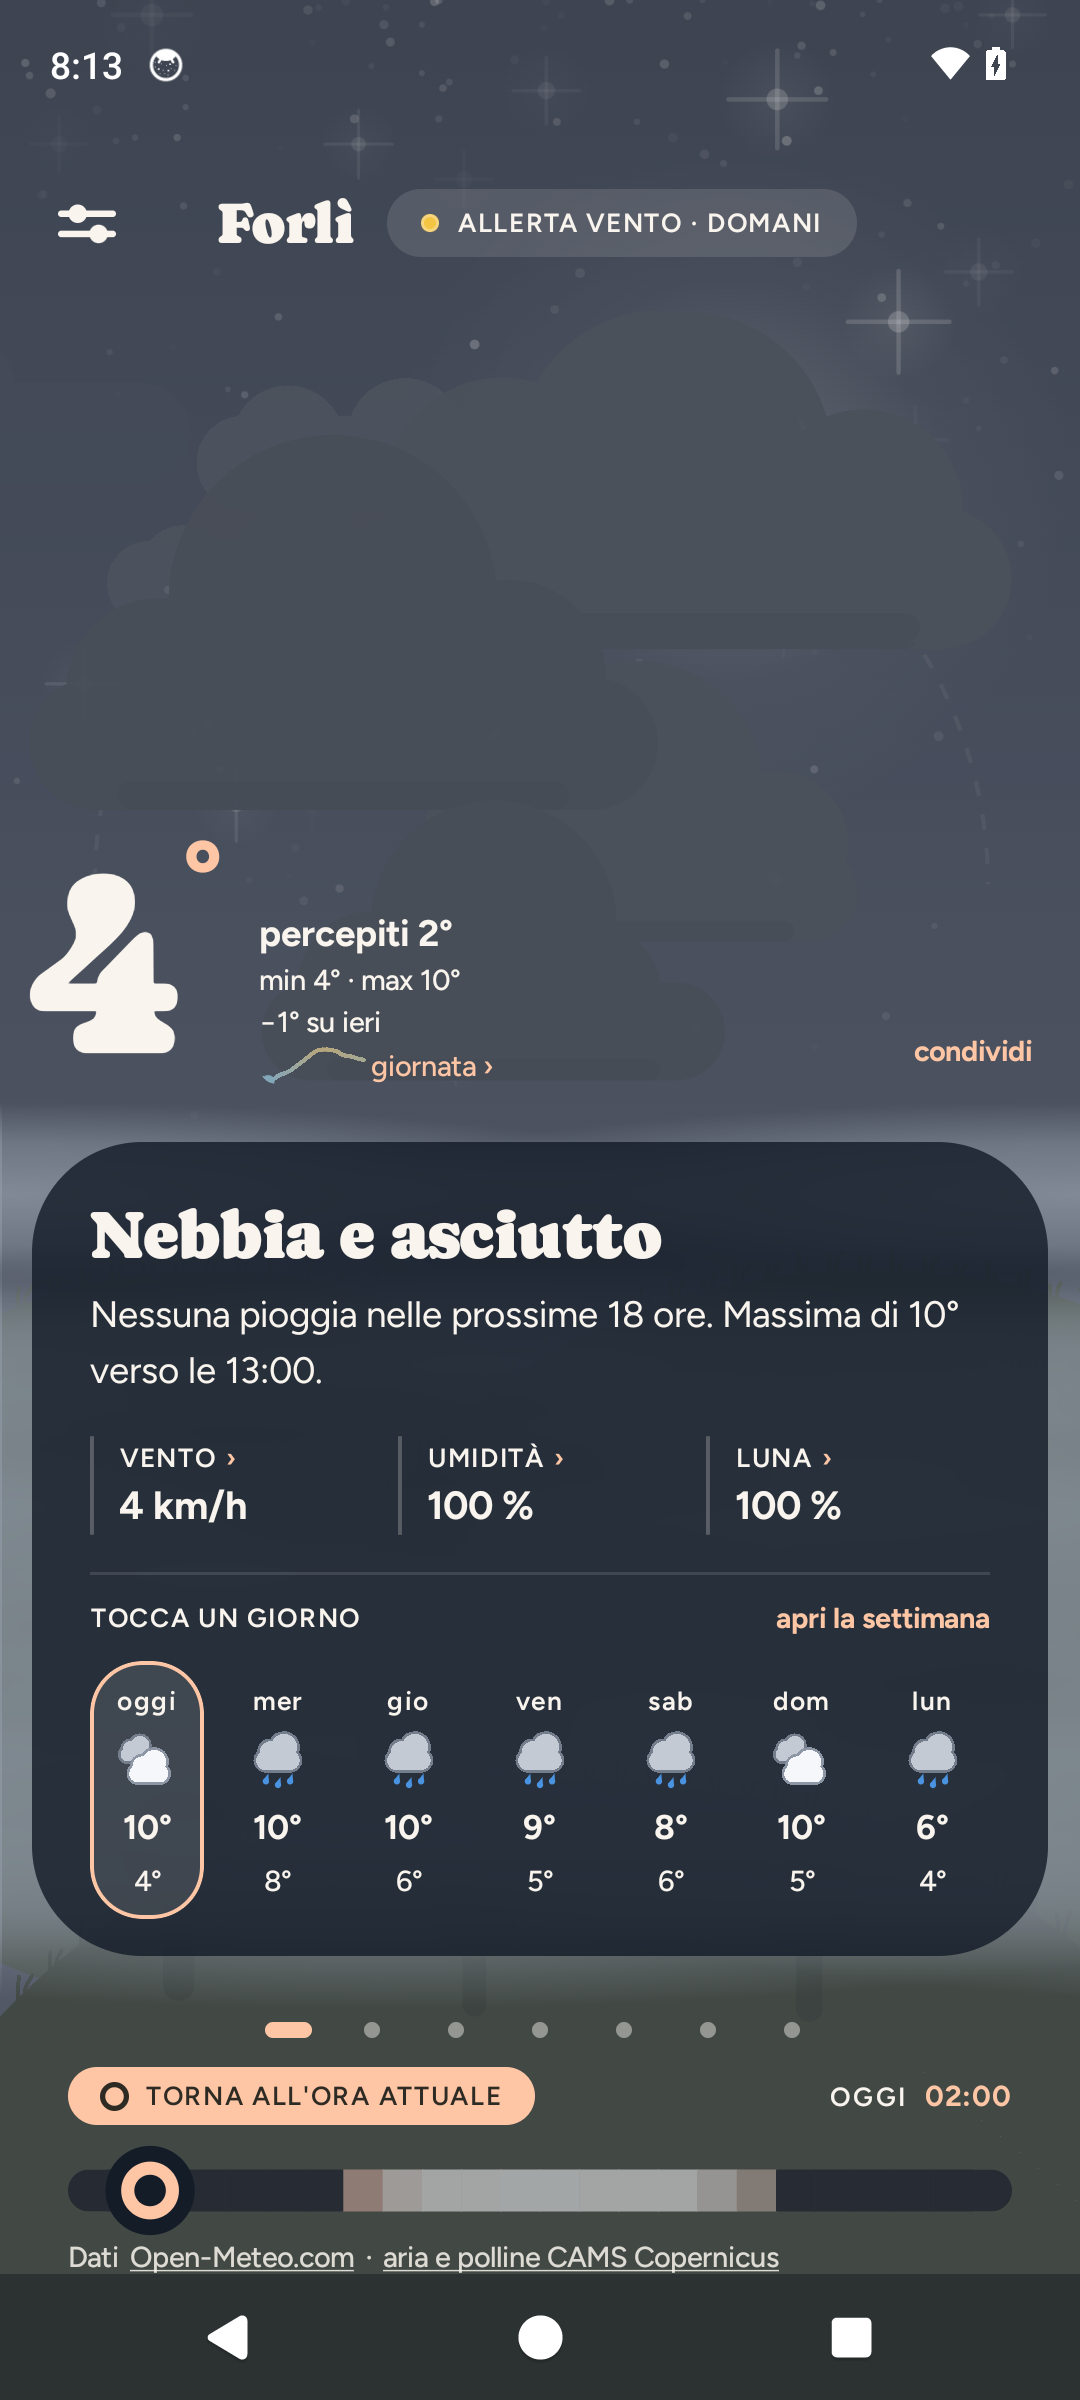 8:13
Forlì
ALLERTA VENTO · DOMANI
4°
percepiti 2°
min 4° · max 10°
−1° su ieri
giornata ›
condividi
Nebbia e asciutto
Nessuna pioggia nelle prossime 18 ore. Massima di 10°
verso le 13:00.
VENTO › UMIDITÀ › LUNA ›
4 km/h 100 % 100 %
TOCCA UN GIORNO apri la settimana
oggi mer gio ven sab dom lun
10° 10° 10° 9° 8° 10° 6°
4° 8° 6° 5° 6° 5° 4°
TORNA ALL'ORA ATTUALE OGGI 02:00
Dati Open-Meteo.com · aria e polline CAMS Copernicus